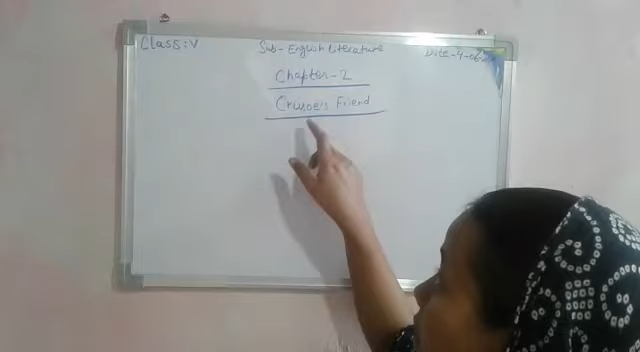 Class:V
Sub- English Literature
Date-4-06
Chapter-2
Crusoe's Friend